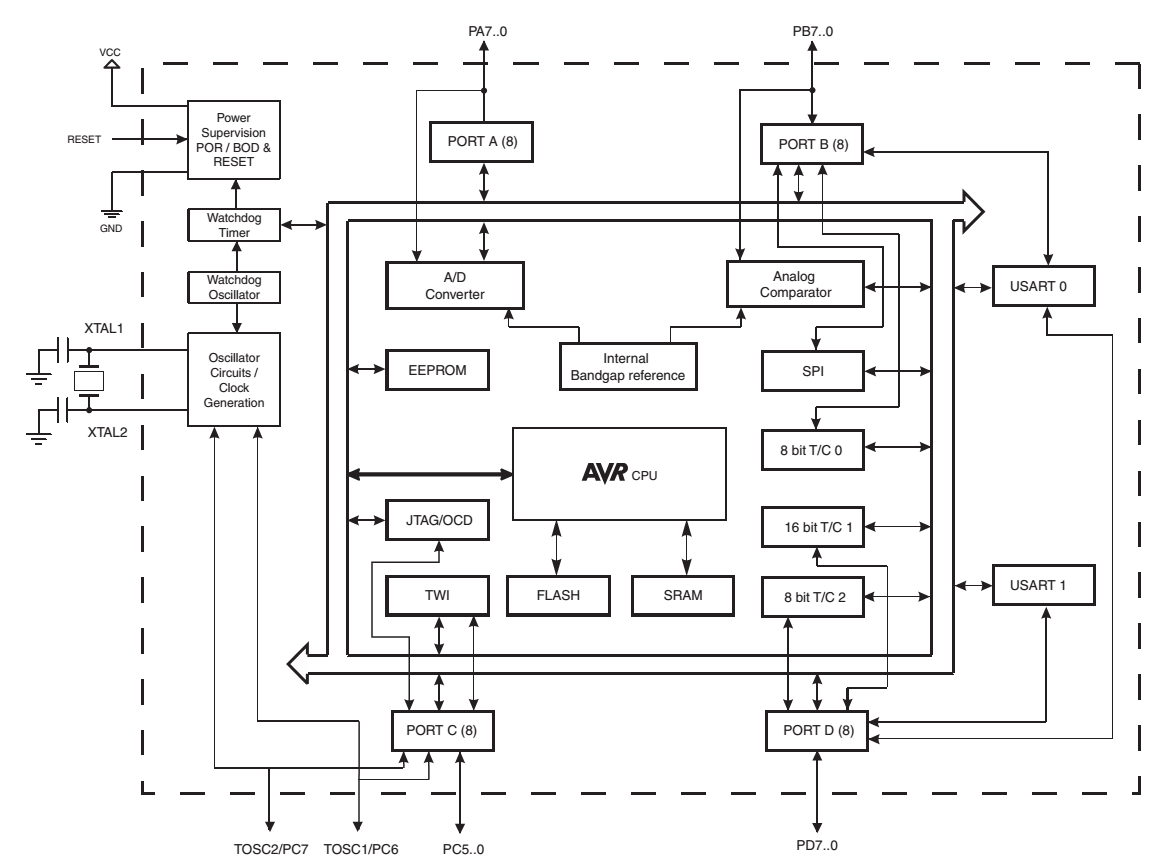 PA7..0
PB7..0
VCC
RESET
GND
Power
Supervision
POR / BOD &
RESET
PORT A (8)
PORT B (8)
Watchdog
Timer
Watchdog
Oscillator
A/D
Converter
Analog
Comparator
USART 0
XTAL1
XTAL2
Oscillator
Circuits /
Clock
Generation
Internal
Bandgap reference
EEPROM
SPI
8 bit T/C 0
AVR CPU
JTAG/OCD
16 bit T/C 1
TWI
FLASH
SRAM
8 bit T/C 2
USART 1
PORT C (8)
PORT D (8)
TOSC2/PC7
TOSC1/PC6
PC5..0
PD7..0